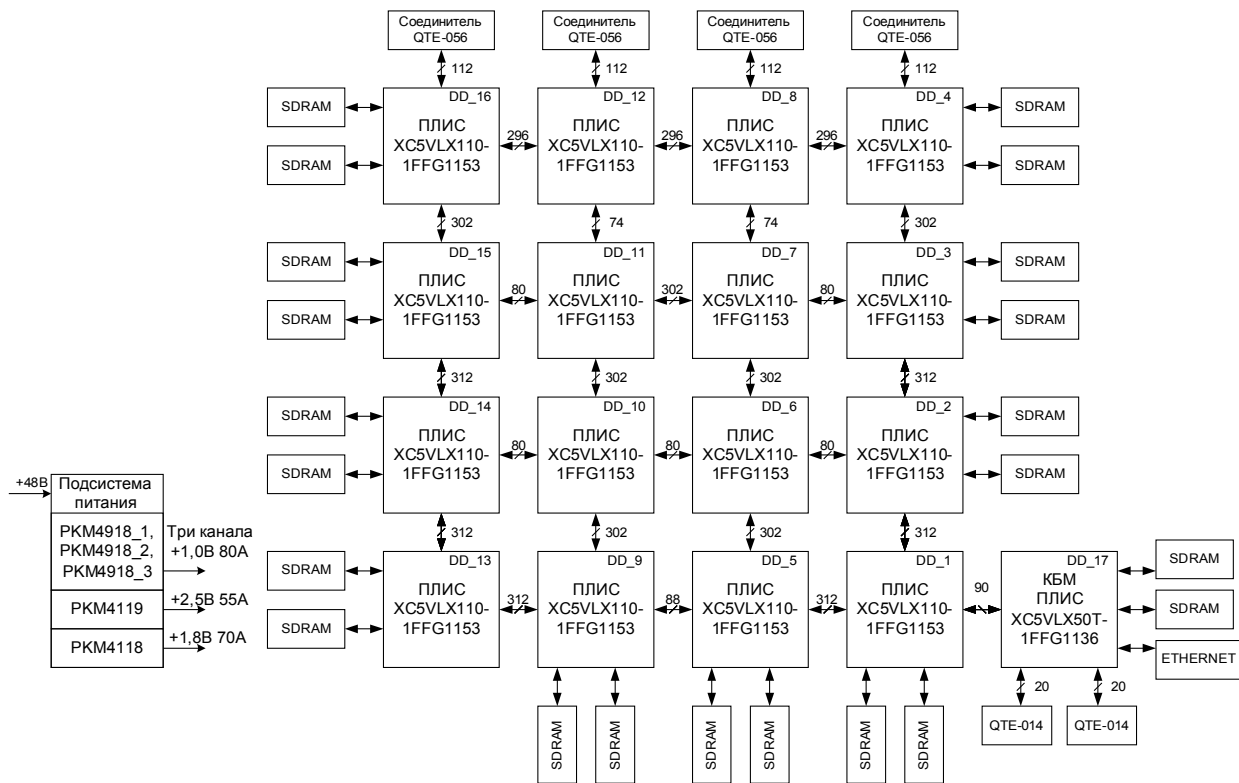 Соединитель
QTE-056
Соединитель
QTE-056
Соединитель
QTE-056
Соединитель
QTE-056
112
112
112
112
SDRAM
SDRAM
DD_16
ПЛИС
XC5VLX110-
1FFG1153
296
DD_12
ПЛИС
XC5VLX110-
1FFG1153
296
DD_8
ПЛИС
XC5VLX110-
1FFG1153
296
DD_4
ПЛИС
XC5VLX110-
1FFG1153
SDRAM
SDRAM
302
74
74
302
SDRAM
SDRAM
DD_15
ПЛИС
XC5VLX110-
1FFG1153
80
DD_11
ПЛИС
XC5VLX110-
1FFG1153
302
DD_7
ПЛИС
XC5VLX110-
1FFG1153
80
DD_3
ПЛИС
XC5VLX110-
1FFG1153
SDRAM
SDRAM
312
302
302
312
SDRAM
SDRAM
DD_14
ПЛИС
XC5VLX110-
1FFG1153
80
DD_10
ПЛИС
XC5VLX110-
1FFG1153
80
DD_6
ПЛИС
XC5VLX110-
1FFG1153
80
DD_2
ПЛИС
XC5VLX110-
1FFG1153
SDRAM
SDRAM
312
302
302
312
+48В
Подсистема
питания
PKM4918_1,
PKM4918_2,
PKM4918_3
Три канала
+1,0В 80А
PKM4119
+2,5В 55А
PKM4118
+1,8В 70А
SDRAM
SDRAM
DD_13
ПЛИС
XC5VLX110-
1FFG1153
312
DD_9
ПЛИС
XC5VLX110-
1FFG1153
88
DD_5
ПЛИС
XC5VLX110-
1FFG1153
312
DD_1
ПЛИС
XC5VLX110-
1FFG1153
90
DD_17
КБМ
ПЛИС
XC5VLX50T-
1FFG1136
SDRAM
SDRAM
ETHERNET
20
20
SDRAM
SDRAM
SDRAM
SDRAM
SDRAM
SDRAM
QTE-014
QTE-014